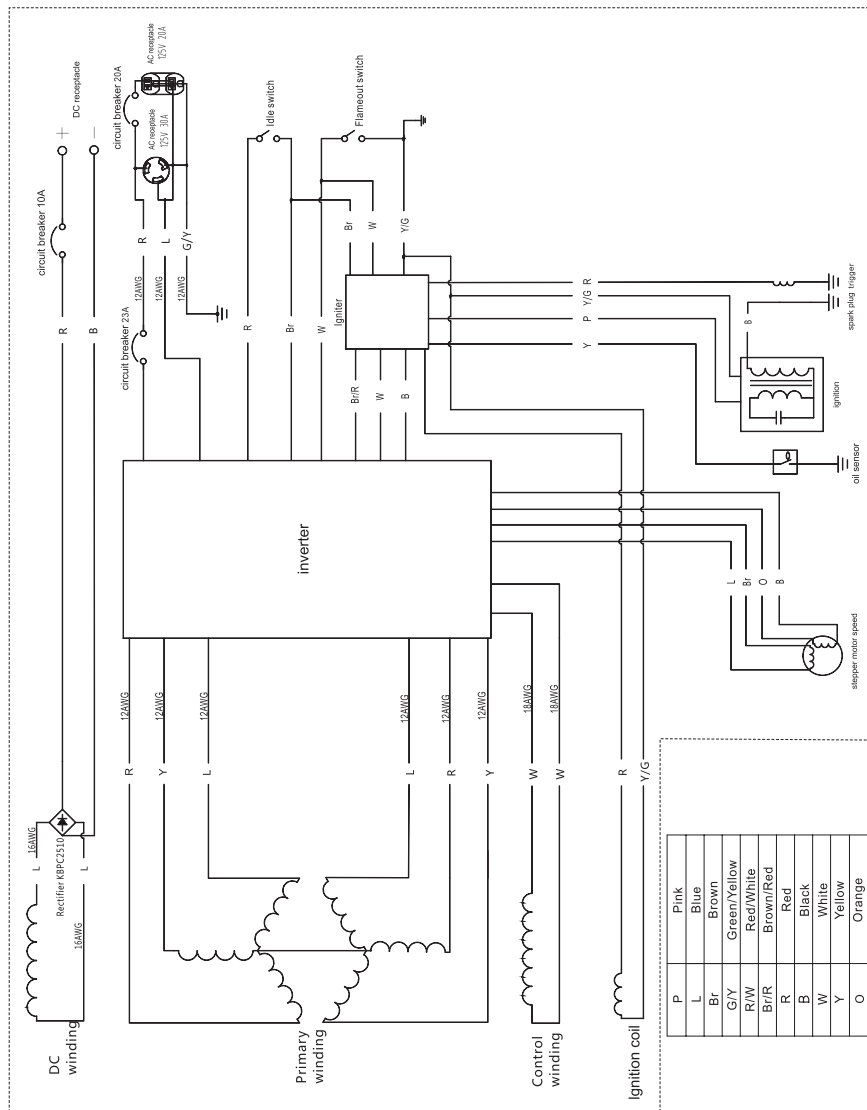 DC receptacle
+
−
circuit breaker 10A
R
B
L
16AWG
Rectifier KBPC2510
L
16AWG
DC
winding
AC receptacle
125V 20A
circuit breaker 20A
AC receptacle
125V 30A
R
L
G/Y
12AWG
12AWG
12AWG
circuit breaker 23A
Idle switch
Flameout switch
R
Br
W
Br
W
Y/G
Igniter
Br/R
W
B
R
Y/G
P
Y
spark plug trigger
B
ignition
oil sensor
inverter
L
Br
O
B
stepper motor speed
12AWG
12AWG
12AWG
12AWG
12AWG
12AWG
18AWG
18AWG
R
Y
L
L
R
Y
W
W
R
Y/G
Primary
winding
Control
winding
Ignition coil
P Pink
L Blue
Br Brown
G/Y Green/Yellow
R/W Red/White
Br/R Brown/Red
R Red
B Black
W White
Y Yellow
O Orange